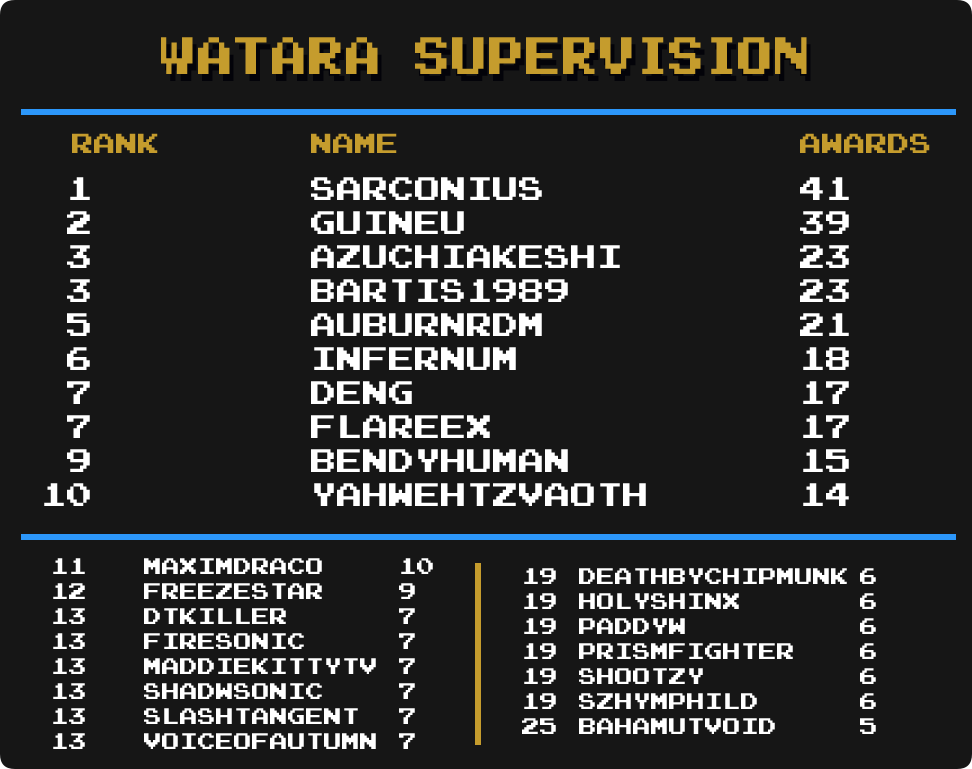 WATARA SUPERVISION
RANK NAME AWARDS
1 SARCONIUS 41
2 GUINEU 39
3 AZUCHIAKESHI 23
3 BARTIS1989 23
5 AUBURNRDM 21
6 INFERNUM 18
7 DENG 17
7 FLAREEX 17
9 BENDYHUMAN 15
10 YAHWEHTZVAOTH 14
11 MAXIMDRACO 10
12 FREEZESTAR 9
13 DTKILLER 7
13 FIRESONIC 7
13 MADDIEKITTYTV 7
13 SHADWSONIC 7
13 SLASHTANGENT 7
13 VOICEOFAUTUMN 7
19 DEATHBYCHIPMUNK 6
19 HOLYSHINX 6
19 PADDYW 6
19 PRISMFIGHTER 6
19 SHOOTZY 6
19 SZHYMPHILD 6
25 BAHAMUTVOID 5